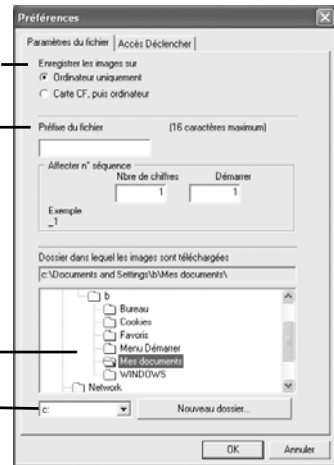 Préférences
Paramètres du fichier Accès Déclencher
Enregistrer les images sur
Ordinateur uniquement
Carte CF, puis ordinateur
Préfixe du fichier (16 caractères maximum)
Affecter n° séquence
Nbre de chiffres Démarrer
1 1
Exemple
_1
Dossier dans lequel les images sont téléchargées
c:\Documents and Settings\b\Mes documents\
b
Bureau
Cookies
Favoris
Menu Démarrer
Mes documents
WINDOWS
Network
c: Nouveau dossier...
OK Annuler